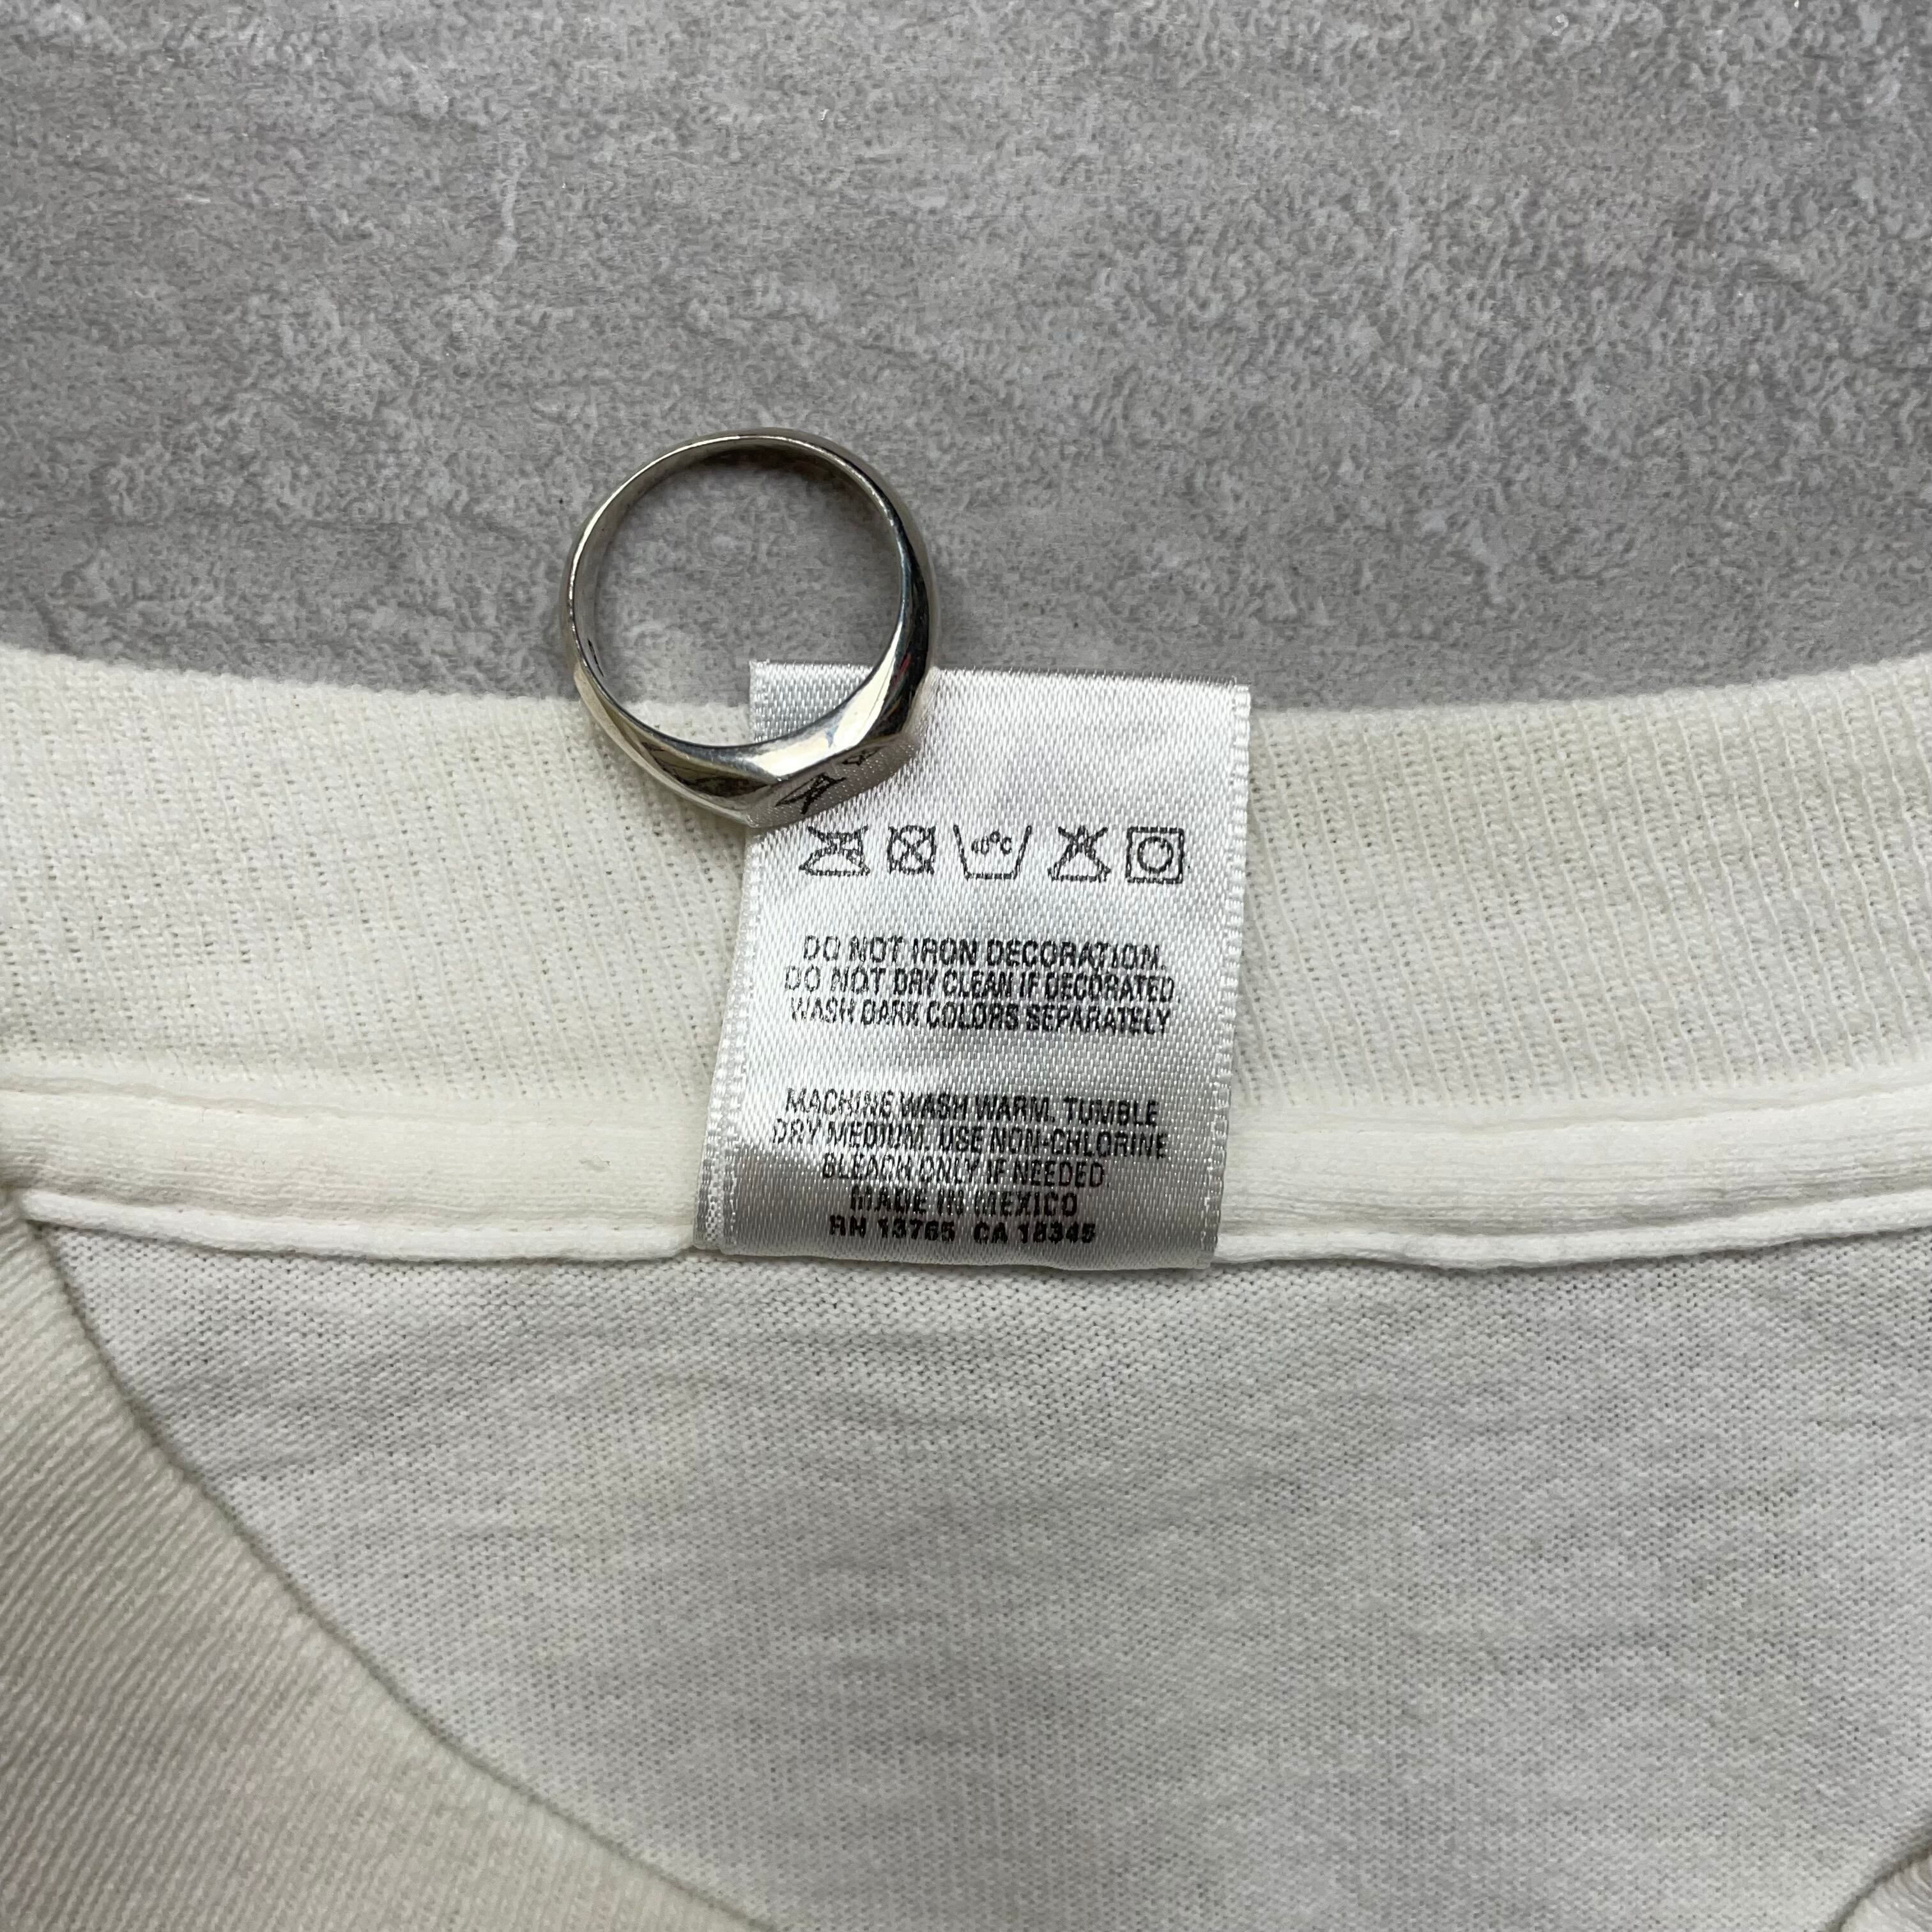 40°C
DO NOT IRON DECORATION,
DO NOT DRY CLEAN IF DECORATED
WASH DARK COLORS SEPARATELY
MACHINE WASH WARM, TUMBLE
DRY MEDIUM. USE NON-CHLORINE
BLEACH ONLY IF NEEDED.
MADE IN MEXICO
RN 13765 CA 18345